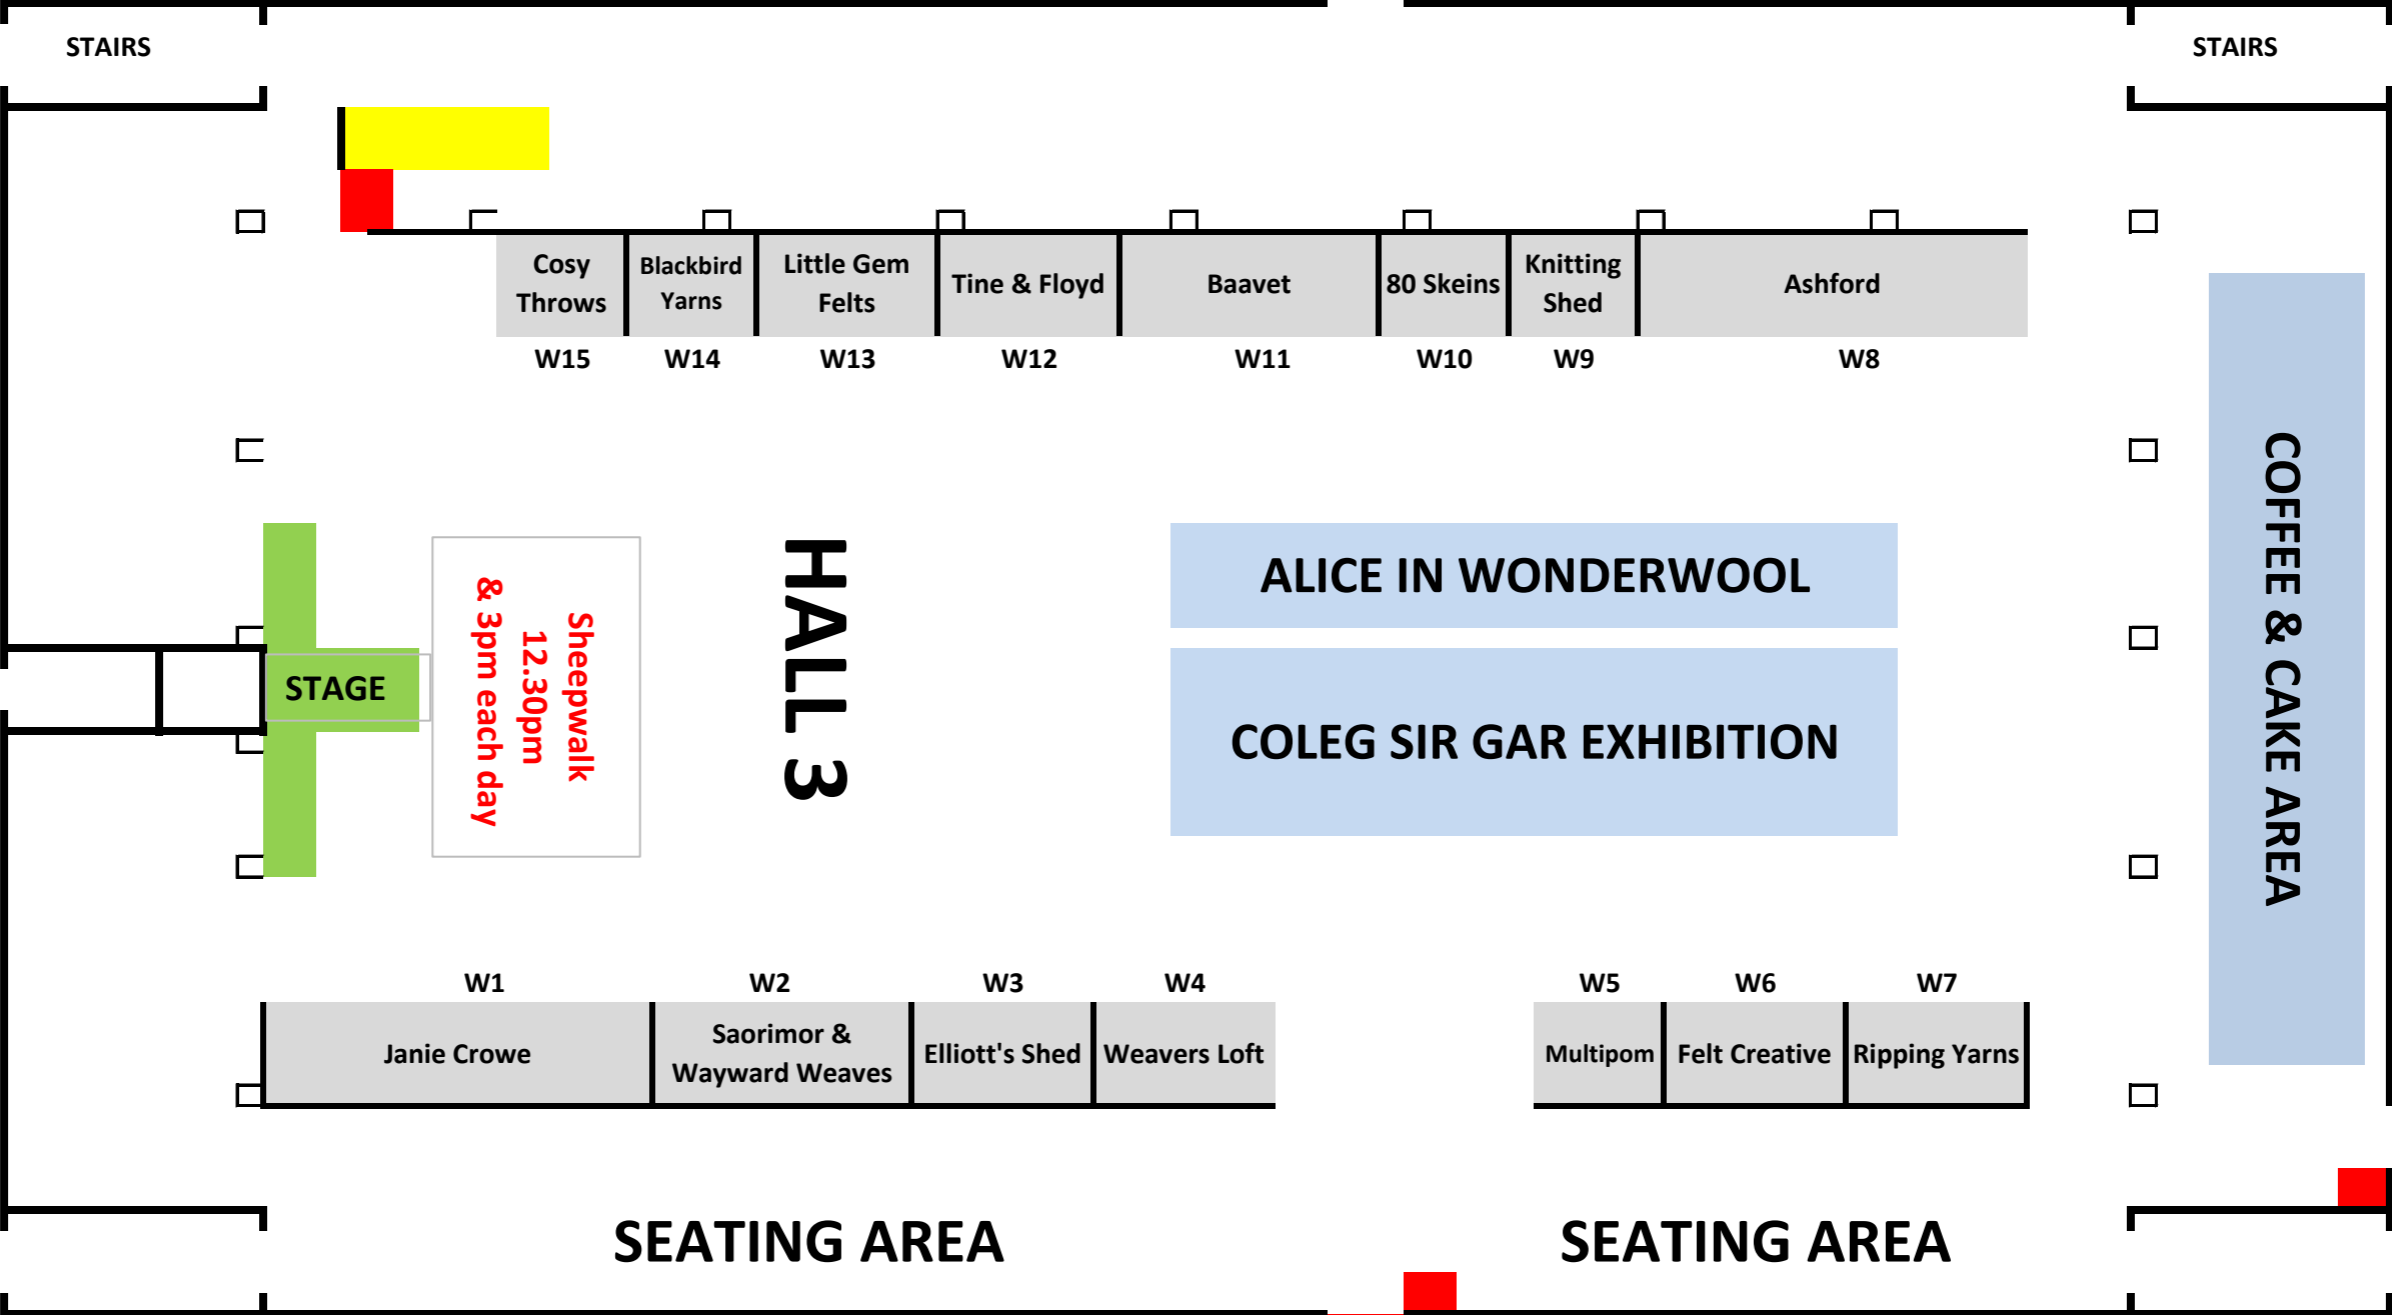 STAIRS
STAIRS
Cosy
Throws
Blackbird
Yarns
Little Gem
Felts
Tine & Floyd
Baavet
80 Skeins
Knitting
Shed
Ashford
W15
W14
W13
W12
W11
W10
W9
W8
STAGE
Sheepwalk
12.30pm
& 3pm each day
HALL 3
ALICE IN WONDERWOOL
COLEG SIR GAR EXHIBITION
COFFEE & CAKE AREA
W1
W2
W3
W4
W5
W6
W7
Janie Crowe
Saorimor &
Wayward Weaves
Elliott's Shed
Weavers Loft
Multipom
Felt Creative
Ripping Yarns
SEATING AREA
SEATING AREA